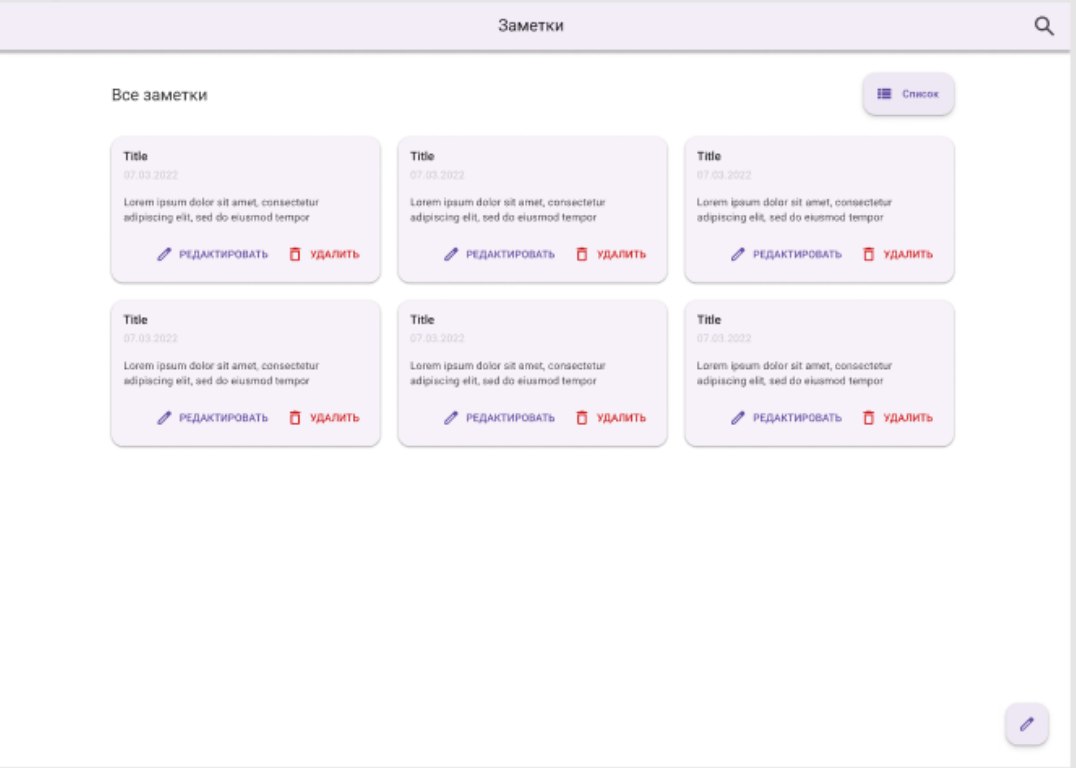 Заметки
Все заметки
Список
Title
07.03.2022
Lorem ipsum dolor sit amet, consectetur
adipiscing elit, sed do eiusmod tempor
РЕДАКТИРОВАТЬ УДАЛИТЬ
Title
07.03.2022
Lorem ipsum dolor sit amet, consectetur
adipiscing elit, sed do eiusmod tempor
РЕДАКТИРОВАТЬ УДАЛИТЬ
Title
07.03.2022
Lorem ipsum dolor sit amet, consectetur
adipiscing elit, sed do eiusmod tempor
РЕДАКТИРОВАТЬ УДАЛИТЬ
Title
07.03.2022
Lorem ipsum dolor sit amet, consectetur
adipiscing elit, sed do eiusmod tempor
РЕДАКТИРОВАТЬ УДАЛИТЬ
Title
07.03.2022
Lorem ipsum dolor sit amet, consectetur
adipiscing elit, sed do eiusmod tempor
РЕДАКТИРОВАТЬ УДАЛИТЬ
Title
07.03.2022
Lorem ipsum dolor sit amet, consectetur
adipiscing elit, sed do eiusmod tempor
РЕДАКТИРОВАТЬ УДАЛИТЬ